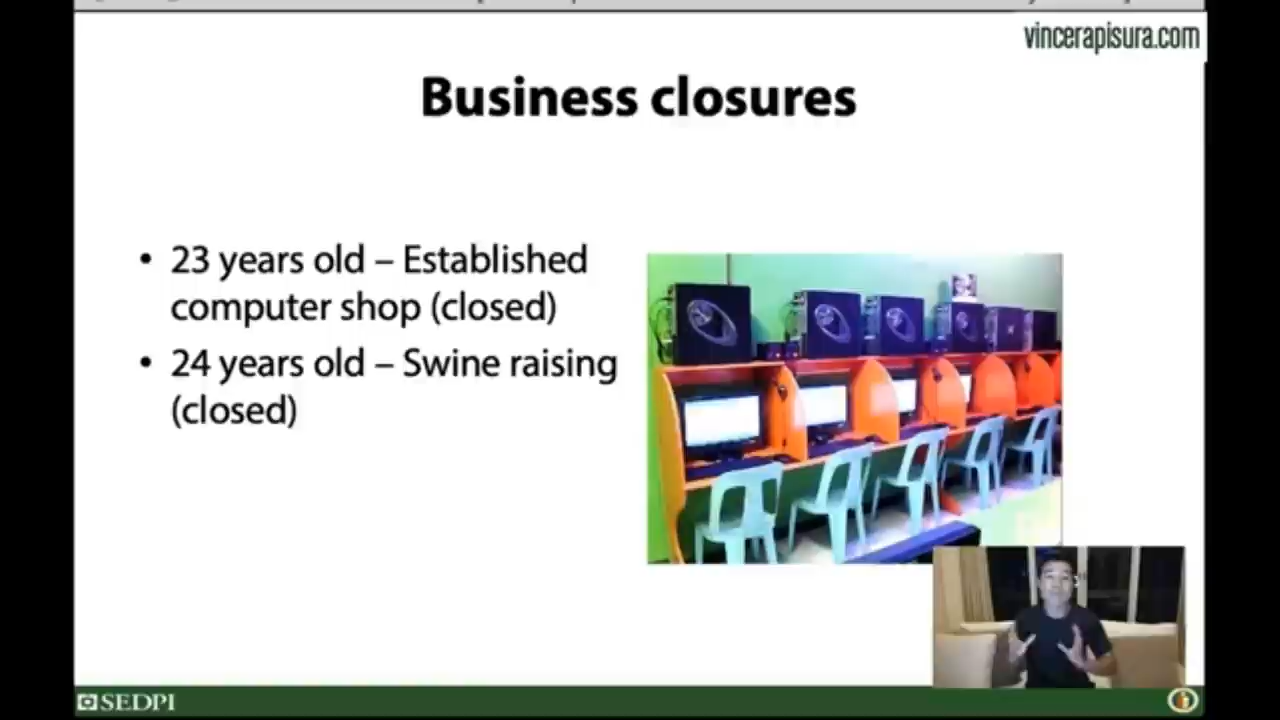 vincerapisura.com
Business closures
• 23 years old – Established
computer shop (closed)
• 24 years old – Swine raising
(closed)
SEDPI